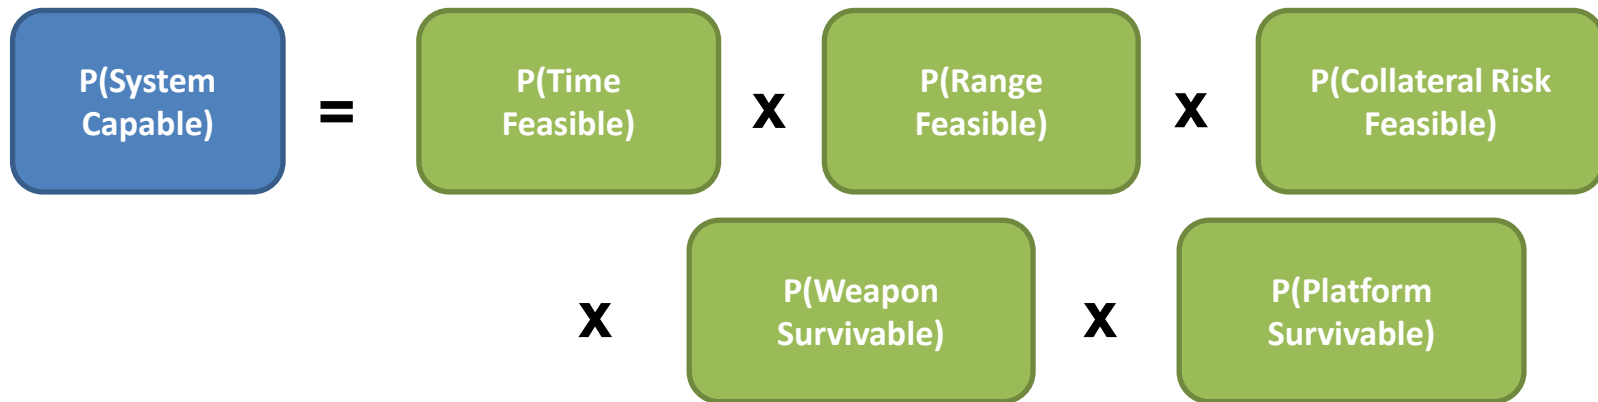 P(System
Capable)
=
P(Time
Feasible)
x
P(Range
Feasible)
x
P(Collateral Risk
Feasible)
x
P(Weapon
Survivable)
x
P(Platform
Survivable)